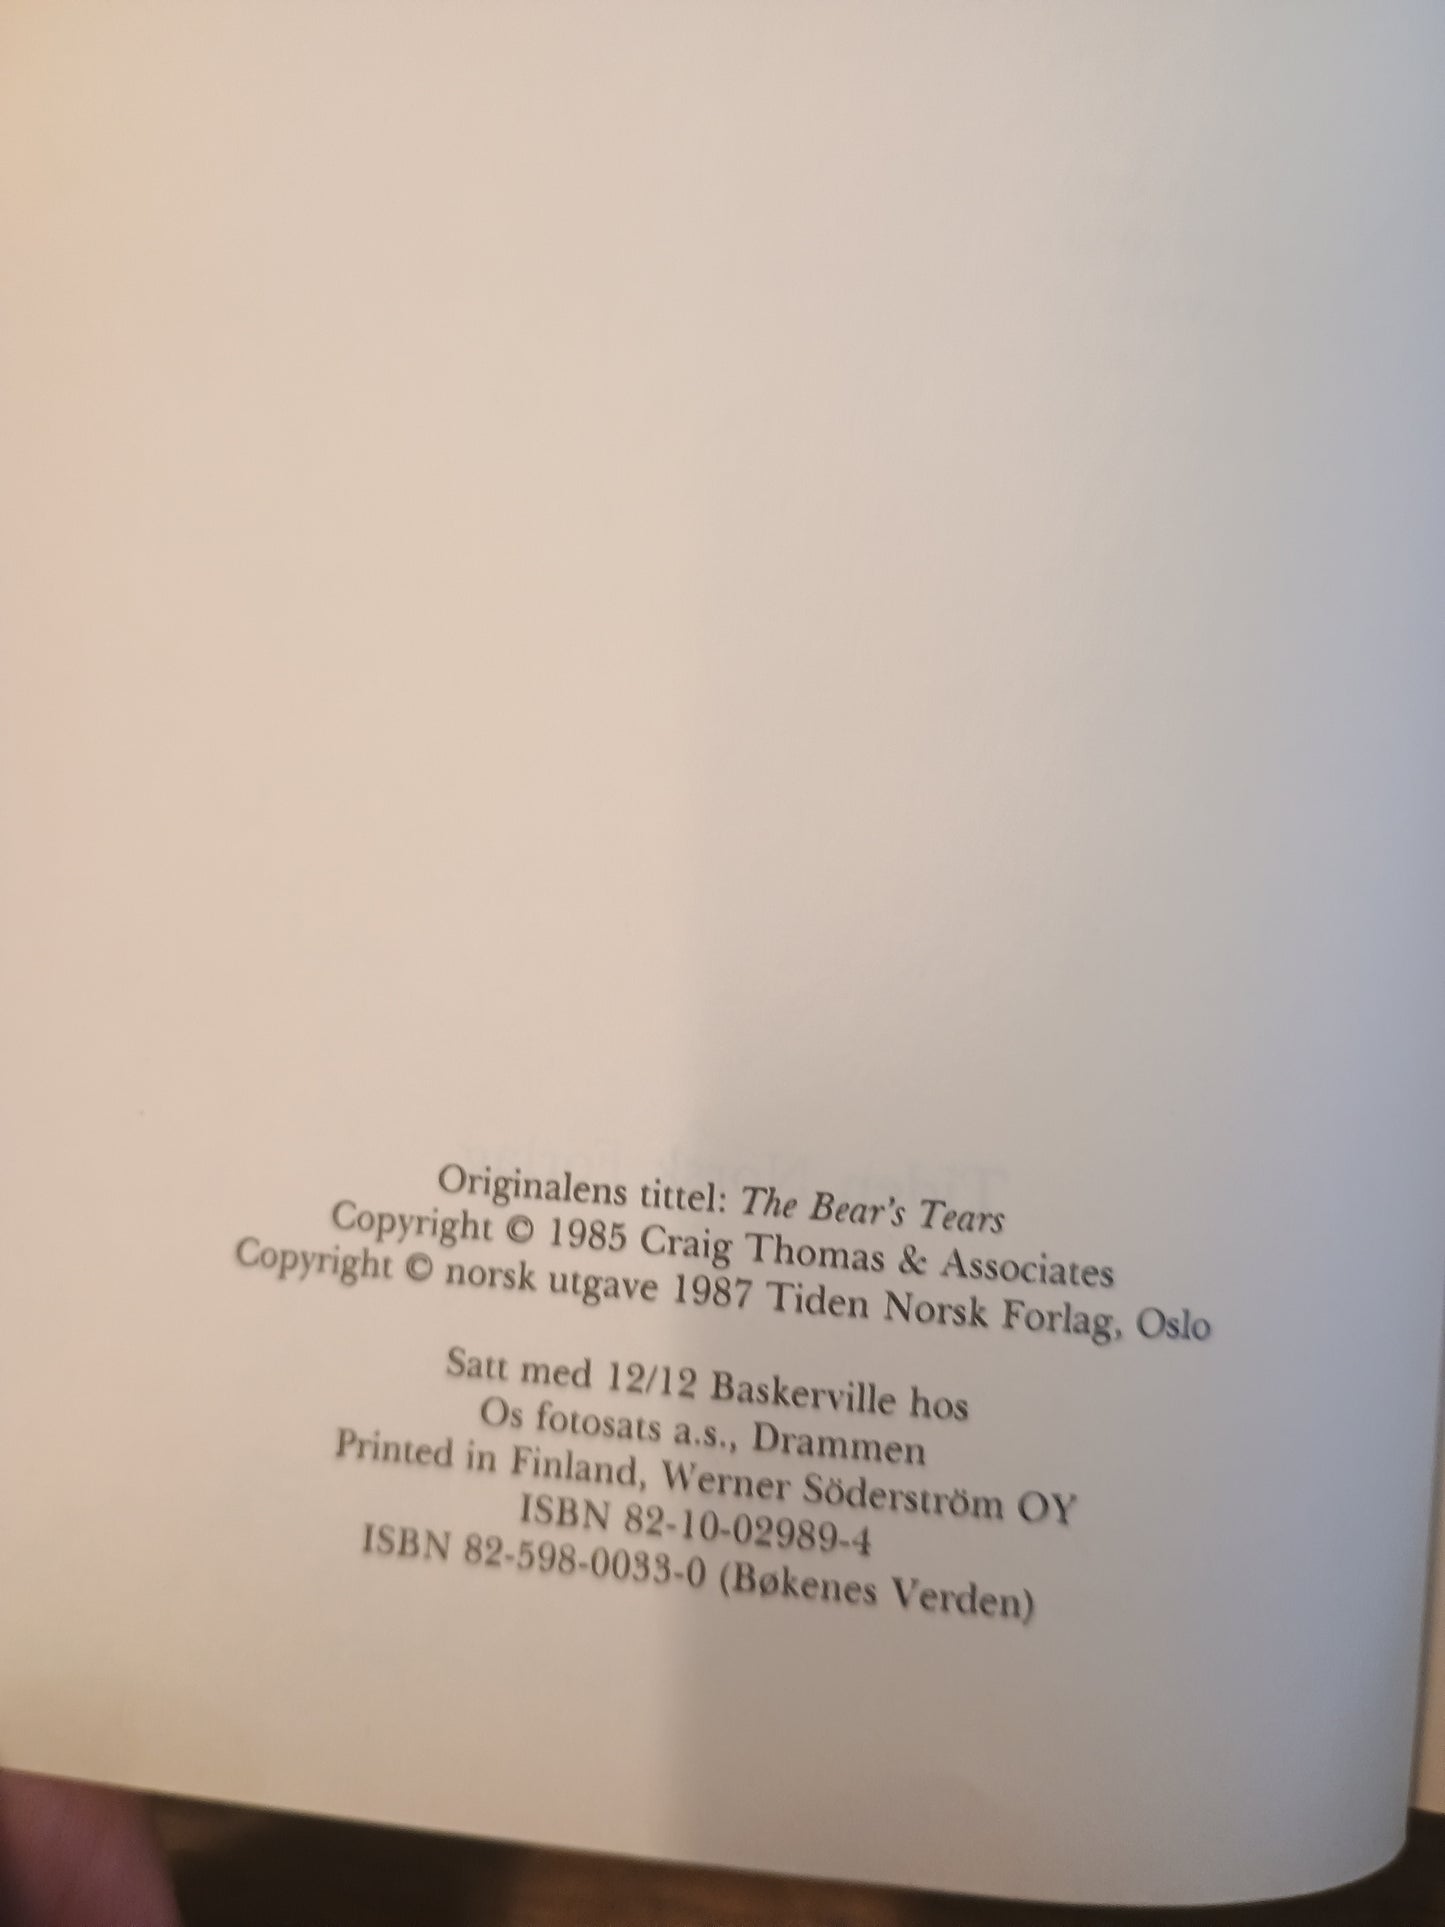 Originalens tittel: The Bear's Tears
Copyright © 1985 Craig Thomas & Associates
Copyright © norsk utgave 1987 Tiden Norsk Forlag, Oslo
Satt med 12/12 Baskerville hos
Os fotosats a.s., Drammen
Printed in Finland, Werner Söderström OY
ISBN 82-10-02989-4
ISBN 82-598-0033-0 (Bøkenes Verden)